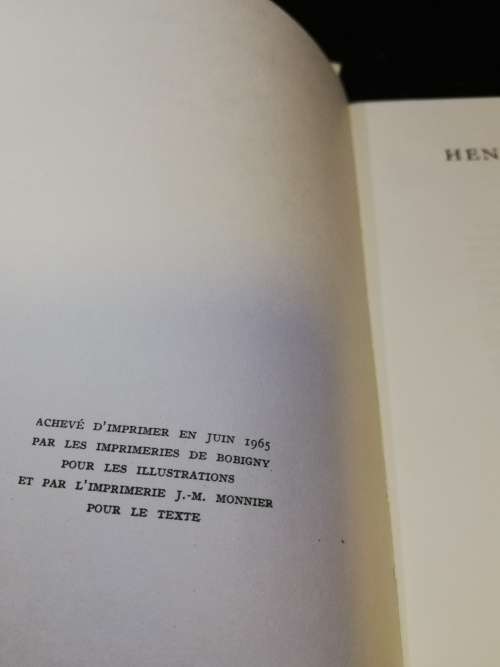 ACHEVÉ D'IMPRIMER EN JUIN 1965
PAR LES IMPRIMERIES DE BOBIGNY
POUR LES ILLUSTRATIONS
ET PAR L'IMPRIMERIE J.-M. MONNIER
POUR LE TEXTE
HEN